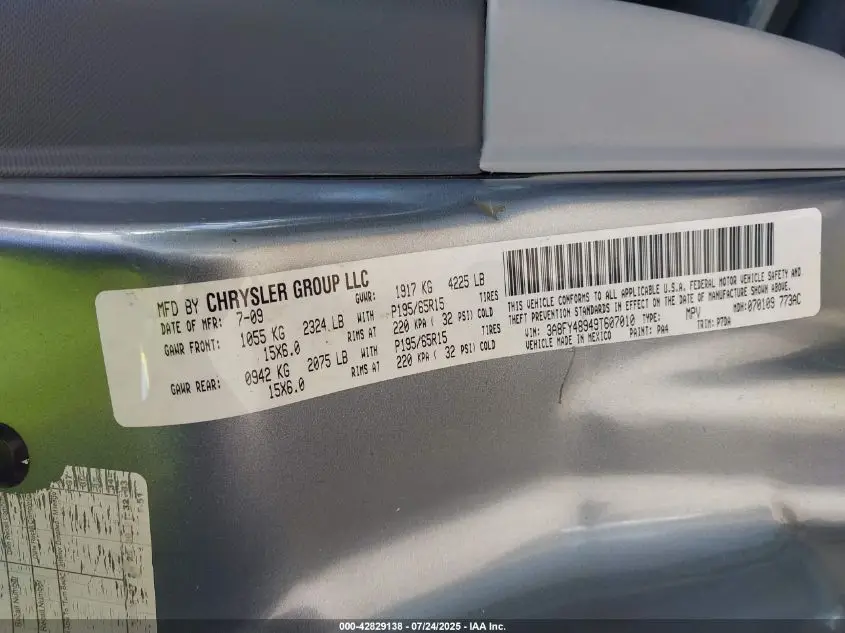 MFD BY CHRYSLER GROUP LLC
DATE OF MFR: 7-09 GVWR: 1917 KG 4225 LB
GAWR FRONT: 1055 KG 2324 LB WITH P195/65R15 TIRES
15X6.0 RIMS AT 220 KPA ( 32 PSI) COLD
GAWR REAR: 0942 KG 2075 LB WITH P195/65R15 TIRES
15X6.0 RIMS AT 220 KPA ( 32 PSI) COLD
THIS VEHICLE CONFORMS TO ALL APPLICABLE U.S.A. FEDERAL MOTOR VEHICLE SAFETY AND
THEFT PREVENTION STANDARDS IN EFFECT ON THE DATE OF MANUFACTURE SHOWN ABOVE.
VIN: 3A8FY48949T607010 TYPE: MPV MDH: 070109 773AC
VEHICLE MADE IN MEXICO PAINT: PAA TRIM: P7DA
Recall Number
Recall Number
000-42829138 - 07/24/2025 - IAA Inc.